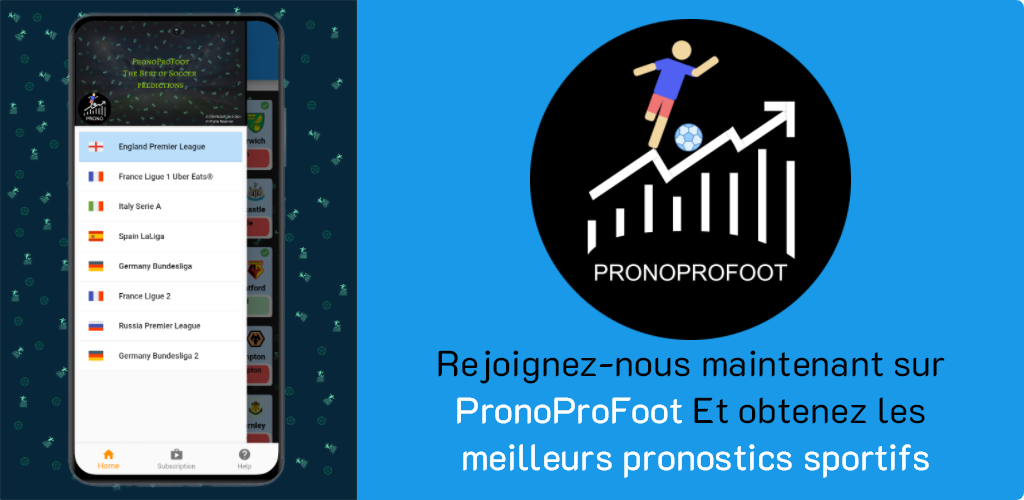 PronoProFoot
The Best of Soccer
Predictions
PRONO
England Premier League
France Ligue 1 Uber Eats®
Italy Serie A
Spain LaLiga
Germany Bundesliga
France Ligue 2
Russia Premier League
Germany Bundesliga 2
rwich
astle
tford
mpton
pton
rnley
Home
Subscription
Help
PRONOPROFOOT
Rejoignez-nous maintenant sur
PronoProFoot Et obtenez les
meilleurs pronostics sportifs